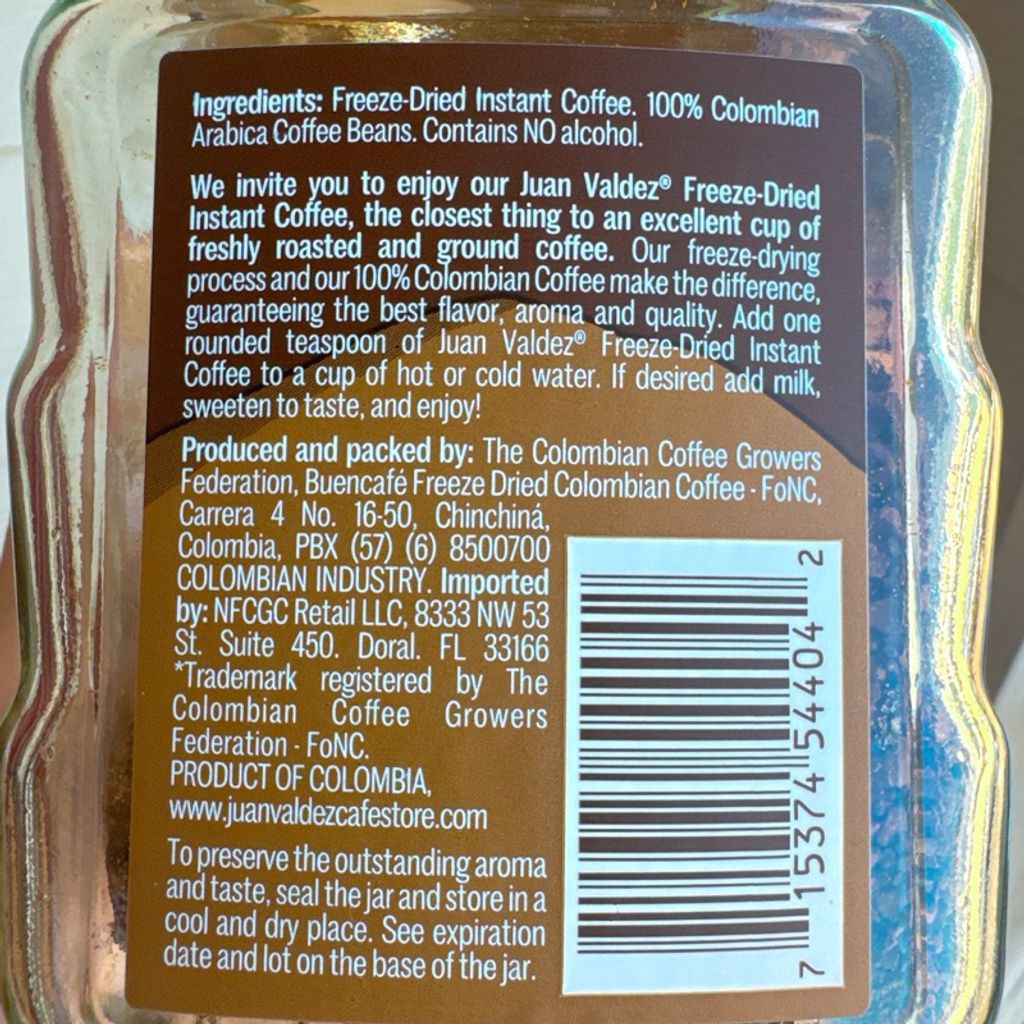 Ingredients: Freeze-Dried Instant Coffee. 100% Colombian
Arabica Coffee Beans. Contains NO alcohol.
We invite you to enjoy our Juan Valdez® Freeze-Dried
Instant Coffee, the closest thing to an excellent cup of
freshly roasted and ground coffee. Our freeze-drying
process and our 100% Colombian Coffee make the difference,
guaranteeing the best flavor, aroma and quality. Add one
rounded teaspoon of Juan Valdez® Freeze-Dried Instant
Coffee to a cup of hot or cold water. If desired add milk,
sweeten to taste, and enjoy!
Produced and packed by: The Colombian Coffee Growers
Federation, Buencafé Freeze Dried Colombian Coffee - FoNC,
Carrera 4 No. 16-50, Chinchiná,
Colombia, PBX (57) (6) 8500700
COLOMBIAN INDUSTRY. Imported
by: NFCGC Retail LLC, 8333 NW 53
St. Suite 450. Doral. FL 33166
*Trademark registered by The
Colombian Coffee Growers
Federation - FoNC.
PRODUCT OF COLOMBIA,
www.juanvaldezcafestore.com
To preserve the outstanding aroma
and taste, seal the jar and store in a
cool and dry place. See expiration
date and lot on the base of the jar.
7 15374 54440 4 2